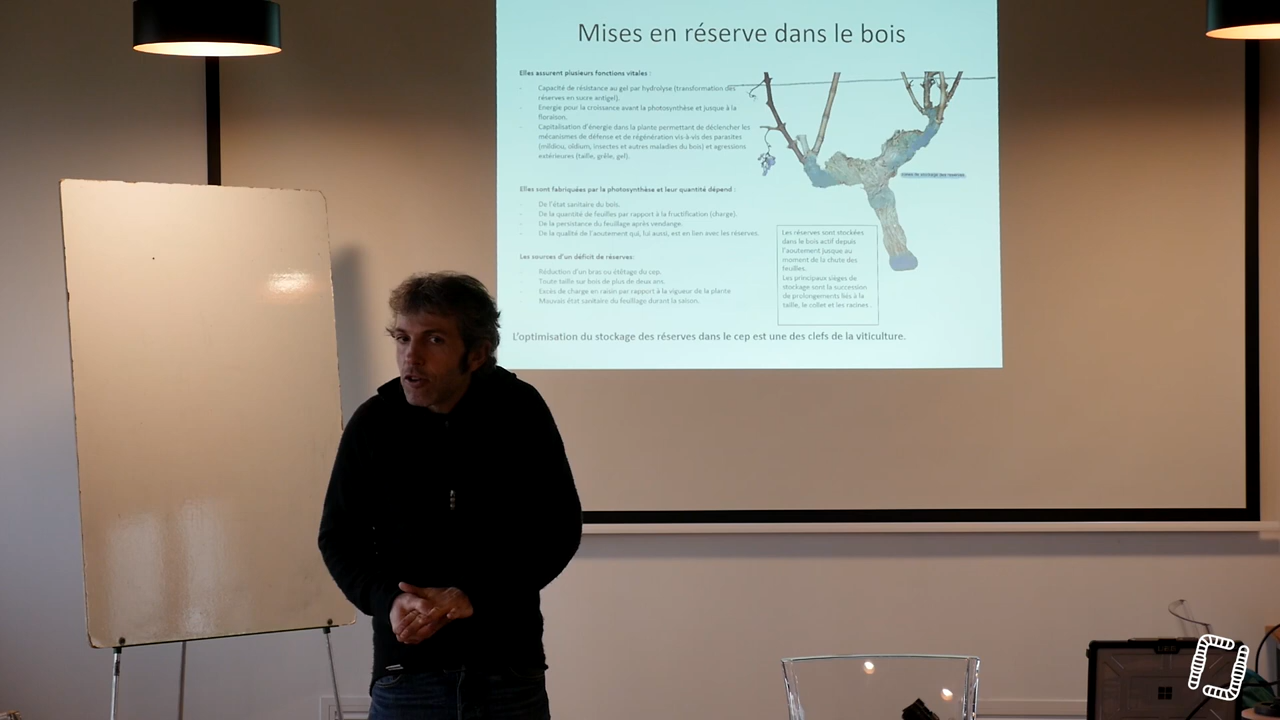 Mises en réserve dans le bois
Elles assurent plusieurs fonctions vitales :
- Capacité de résistance au gel par hydrolyse (transformation des
réserves en sucre antigel).
- Energie pour la croissance avant la photosynthèse et jusque à la
floraison.
- Capitalisation d'énergie dans la plante permettant de déclencher les
mécanismes de défense et de régénération vis-à-vis des parasites
(mildiou, oïdium, insectes et autres maladies du bois) et agressions
extérieures (taille, grêle, gel).
Elles sont fabriquées par la photosynthèse et leur quantité dépend :
- De l'état sanitaire du bois.
- De la quantité de feuilles par rapport à la fructification (charge).
- De la persistance du feuillage après vendange.
- De la qualité de l'aoutement qui, lui aussi, est en lien avec les réserves.
Les sources d'un déficit de réserves:
- Réduction d'un bras ou étêtage du cep.
- Toute taille sur bois de plus de deux ans.
- Excès de charge en raisin par rapport à la vigueur de la plante
- Mauvais état sanitaire du feuillage durant la saison.
Zones de stockage des réserves
Les réserves sont stockées
dans le bois actif depuis
l'aoutement jusque au
moment de la chute des
feuilles.
Les principaux sièges de
stockage sont la succession
de prolongements liés à la
taille, le collet et les racines.
L'optimisation du stockage des réserves dans le cep est une des clefs de la viticulture.